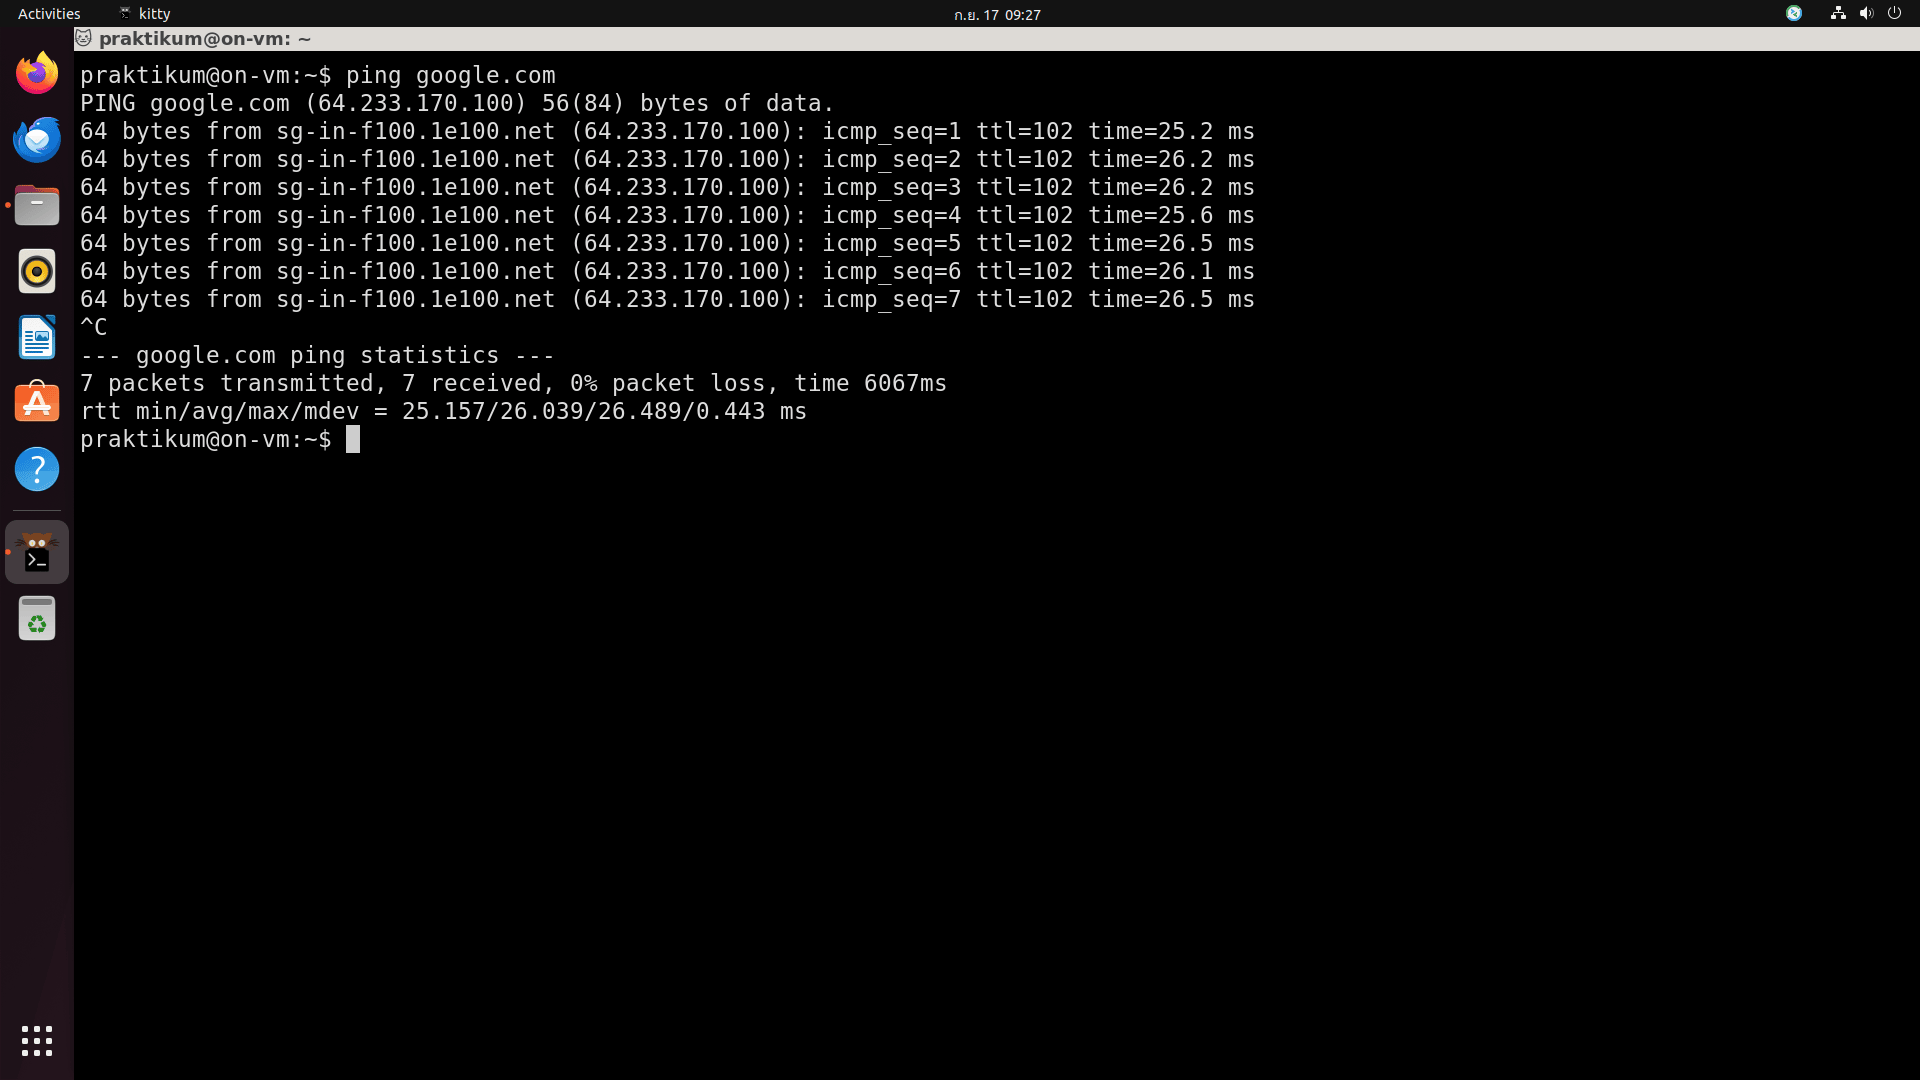 Activities
kitty
ก.ย. 17 09:27
praktikum@on-vm: ~
praktikum@on-vm:~$ ping google.com
PING google.com (64.233.170.100) 56(84) bytes of data.
64 bytes from sg-in-f100.1e100.net (64.233.170.100): icmp_seq=1 ttl=102 time=25.2 ms
64 bytes from sg-in-f100.1e100.net (64.233.170.100): icmp_seq=2 ttl=102 time=26.2 ms
64 bytes from sg-in-f100.1e100.net (64.233.170.100): icmp_seq=3 ttl=102 time=26.2 ms
64 bytes from sg-in-f100.1e100.net (64.233.170.100): icmp_seq=4 ttl=102 time=25.6 ms
64 bytes from sg-in-f100.1e100.net (64.233.170.100): icmp_seq=5 ttl=102 time=26.5 ms
64 bytes from sg-in-f100.1e100.net (64.233.170.100): icmp_seq=6 ttl=102 time=26.1 ms
64 bytes from sg-in-f100.1e100.net (64.233.170.100): icmp_seq=7 ttl=102 time=26.5 ms
^C
--- google.com ping statistics ---
7 packets transmitted, 7 received, 0% packet loss, time 6067ms
rtt min/avg/max/mdev = 25.157/26.039/26.489/0.443 ms
praktikum@on-vm:~$